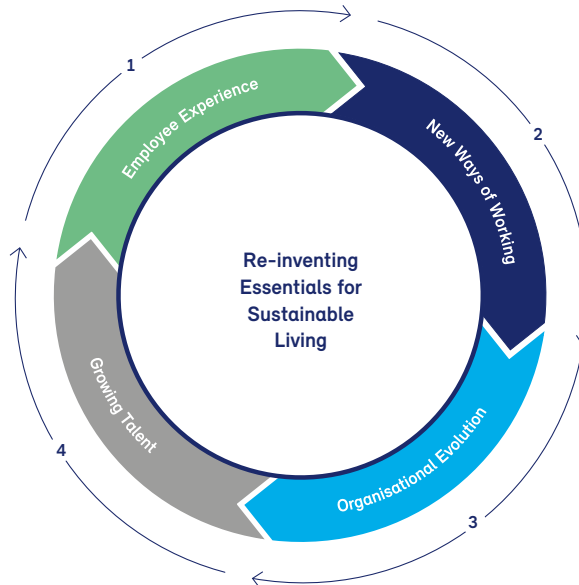 1
Employee Experience
2
New Ways of Working
Re-inventing
Essentials for
Sustainable
Living
Growing Talent
4
Organisational Evolution
3